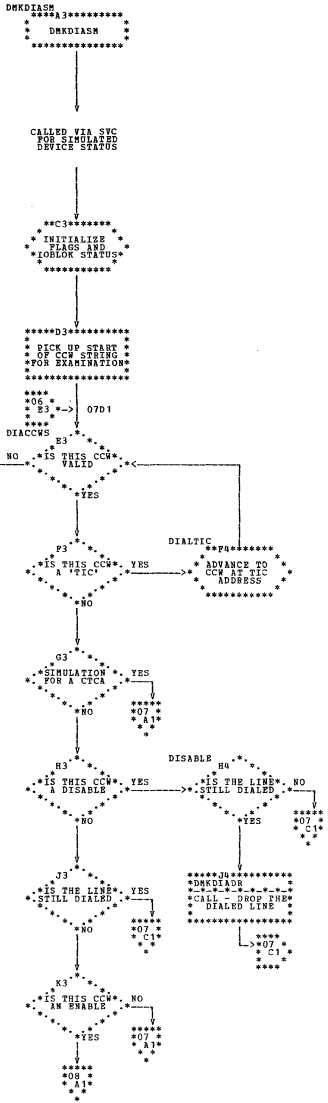 DMKDIASM
****A3*********
DMKDIASM
CALLED VIA SVC
FOR SIMULATED
DEVICE STATUS
**C3*******
INITIALIZE
FLAGS AND
*IOBLOK STATUS*
*****D3**********
PICK UP START
OF CCW STRING
*FOR EXAMINATION*
****
*06 *
* E3 *-> 07D1
****
DIACCWS
E3
NO *IS THIS CCW*
VALID
*YES
DIALTIC
F3
**F4*******
*IS THIS CCW* YES
A 'TIC'
ADVANCE TO
CCW AT TIC
ADDRESS
*NO
G3
*SIMULATION YES
FOR A CTCA
*NO
*****
*07 *
* A1*
DISABLE
H3
H4
*IS THIS CCW* YES
A DISABLE
*IS THE LINE* NO
STILL DIALED
*NO
*YES
*****
*07 *
* C1*
J3
*****J4**********
*IS THE LINE* YES
STILL DIALED
*DMKDIADR *
*-*-*-*-*-*-*-*-*
*CALL - DROP THE*
DIALED LINE
*NO
*****
*07 *
* C1*
****
->*07 *
* C1 *
****
K3
*IS THIS CCW* NO
AN ENABLE
*YES
*****
*07 *
* A1*
*****
*08 *
* A1*